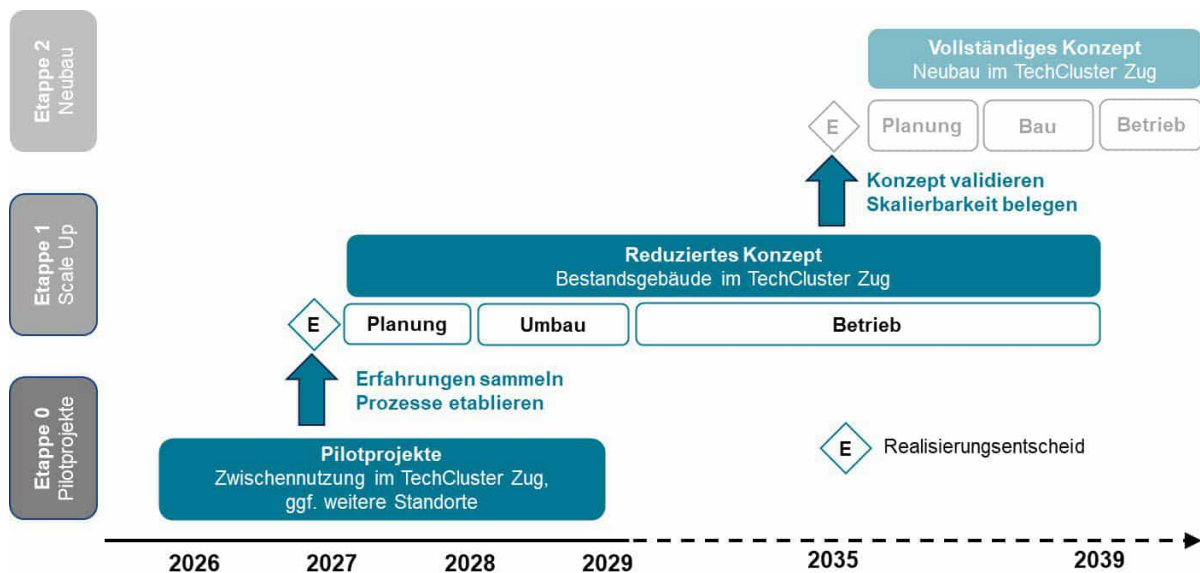 Etappe 2
Neubau
Vollständiges Konzept
Neubau im TechCluster Zug
E
Planung
Bau
Betrieb
Konzept validieren
Skalierbarkeit belegen
Etappe 1
Scale Up
Reduziertes Konzept
Bestandsgebäude im TechCluster Zug
E
Planung
Umbau
Betrieb
Erfahrungen sammeln
Prozesse etablieren
Etappe 0
Pilotprojekte
Pilotprojekte
Zwischennutzung im TechCluster Zug,
ggf. weitere Standorte
E
Realisierungsentscheid
2026
2027
2028
2029
2035
2039